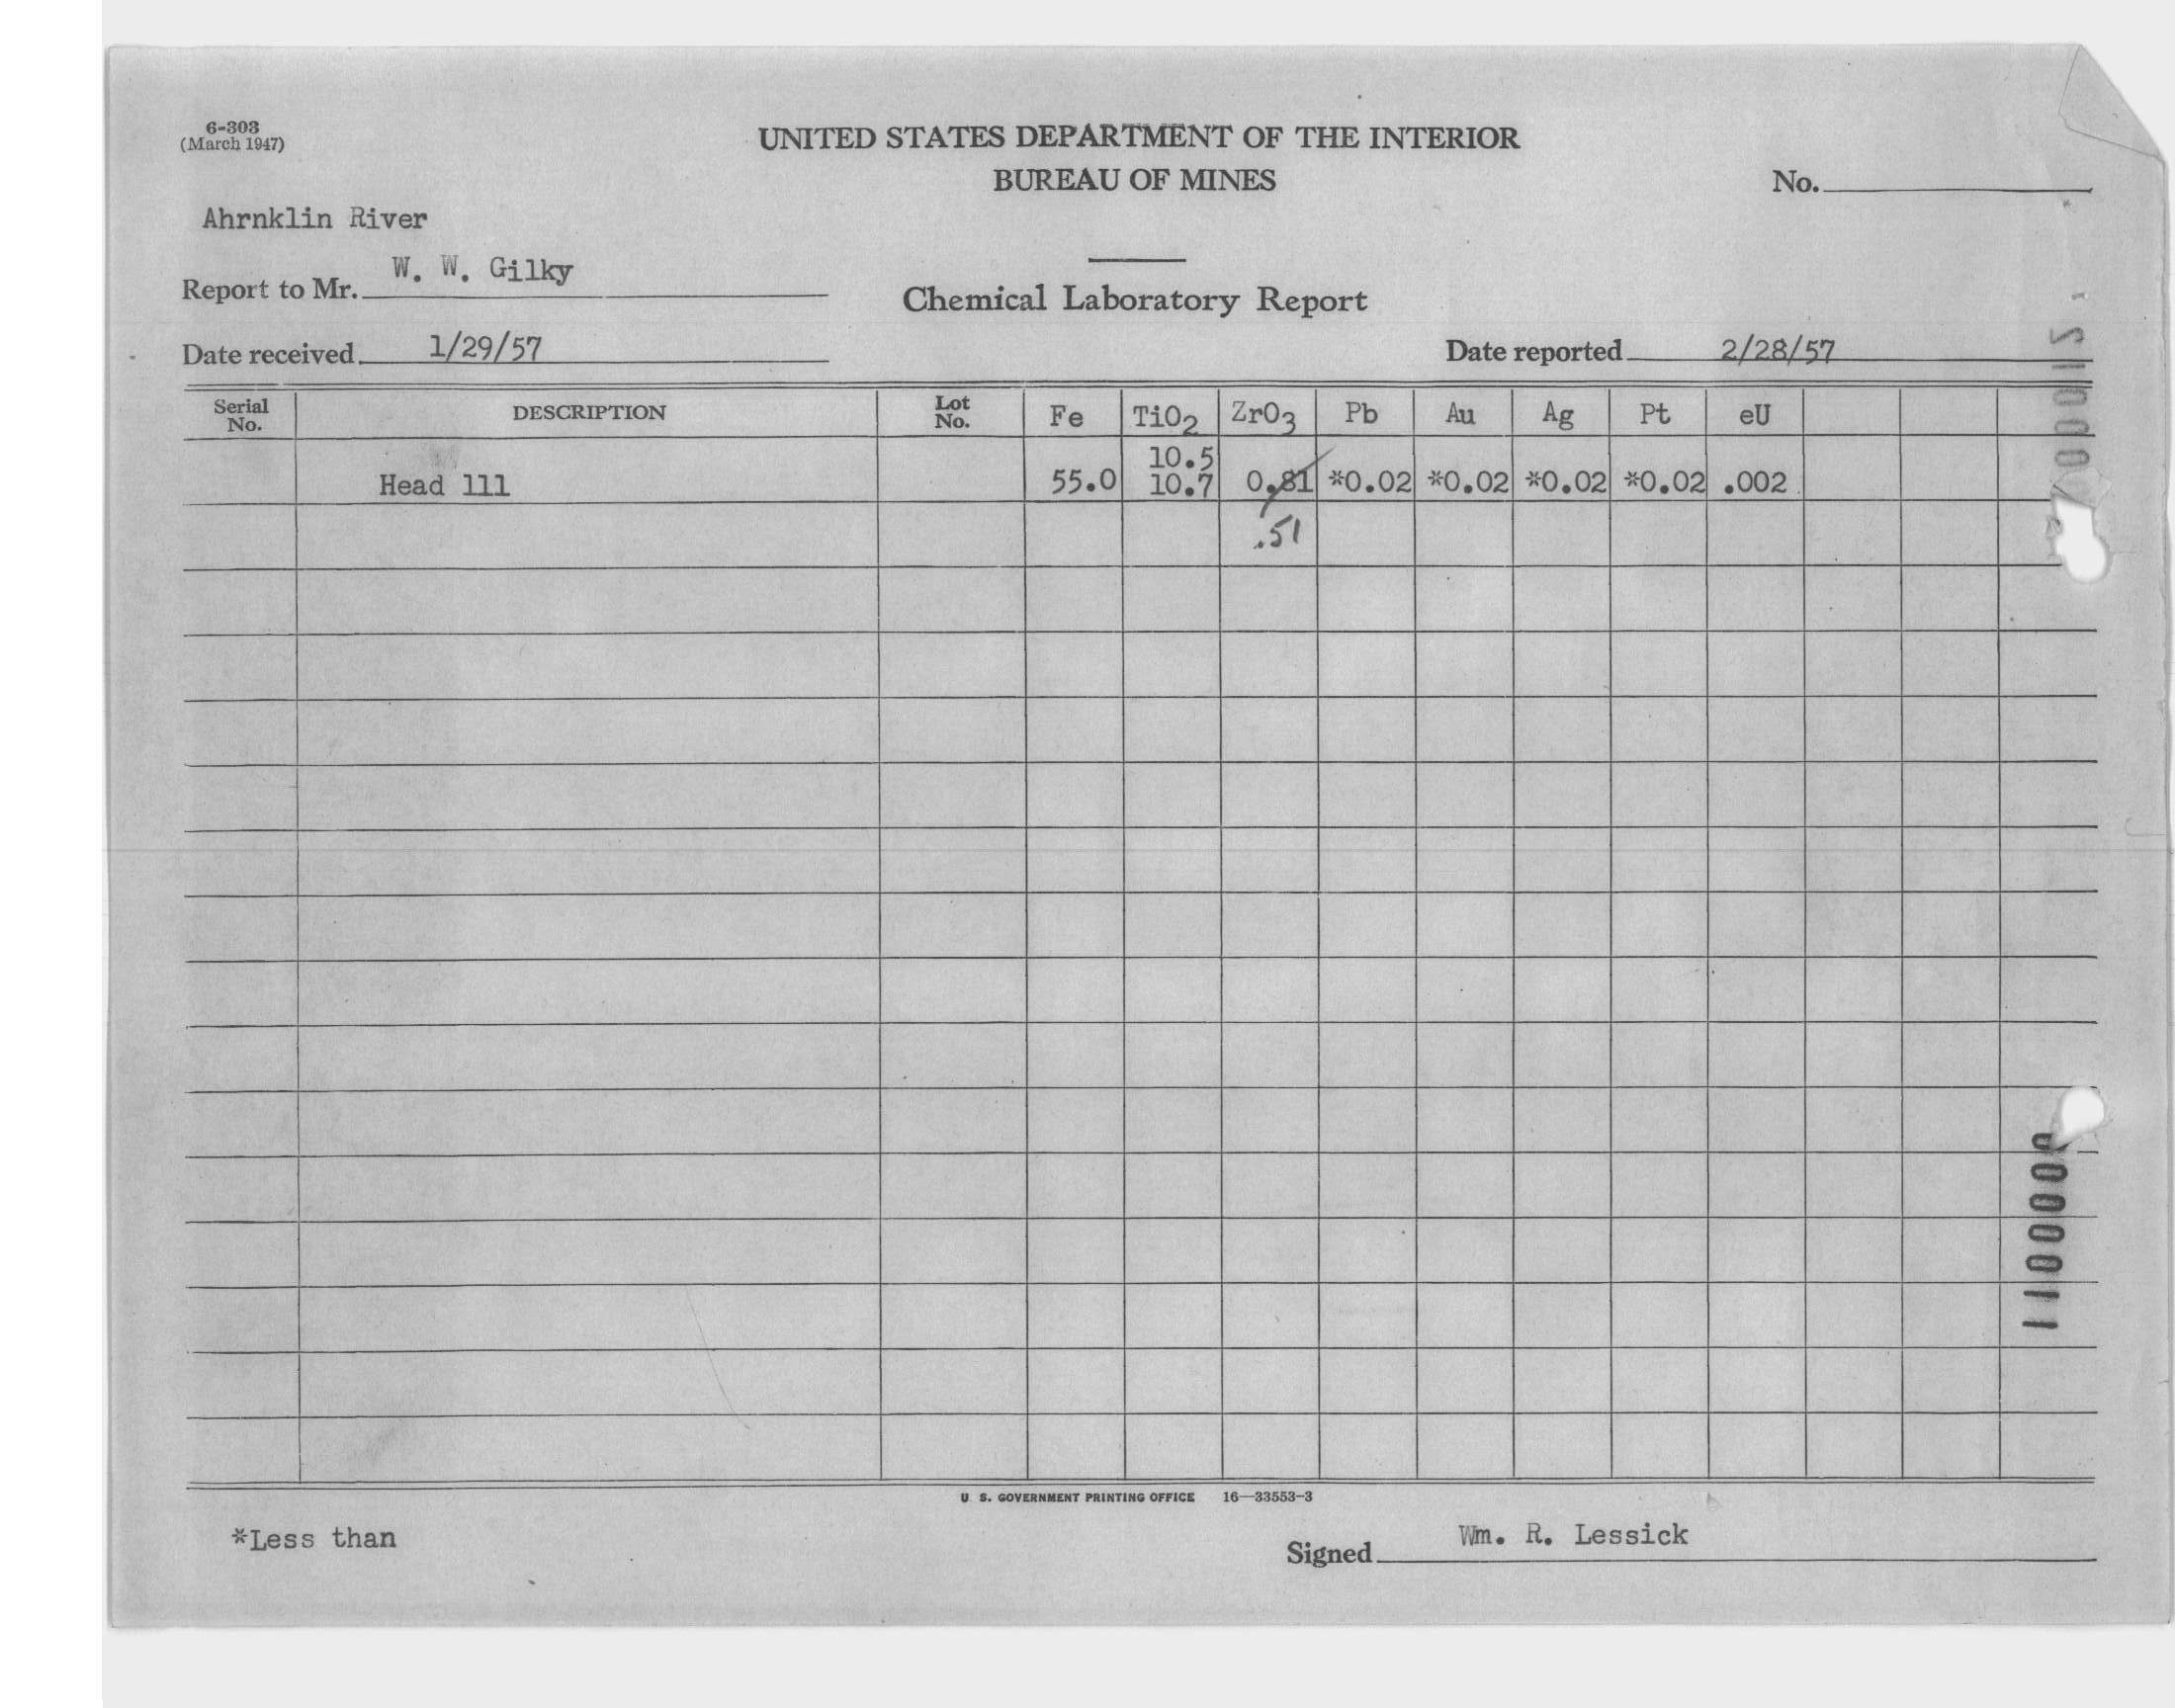 6-303
(March 1947)
UNITED STATES DEPARTMENT OF THE INTERIOR
BUREAU OF MINES
No.
Ahrnklin River
Report to Mr. W. W. Gilky
Chemical Laboratory Report
Date received 1/29/57
Date reported 2/28/57
Serial No. DESCRIPTION Lot No. Fe TiO2 ZrO3 Pb Au Ag Pt eU
10.5
Head 111 55.0 10.7 0.81 *0.02 *0.02 *0.02 *0.02 .002
.51
U. S. GOVERNMENT PRINTING OFFICE 16—33553-3
*Less than
Signed Wm. R. Lessick